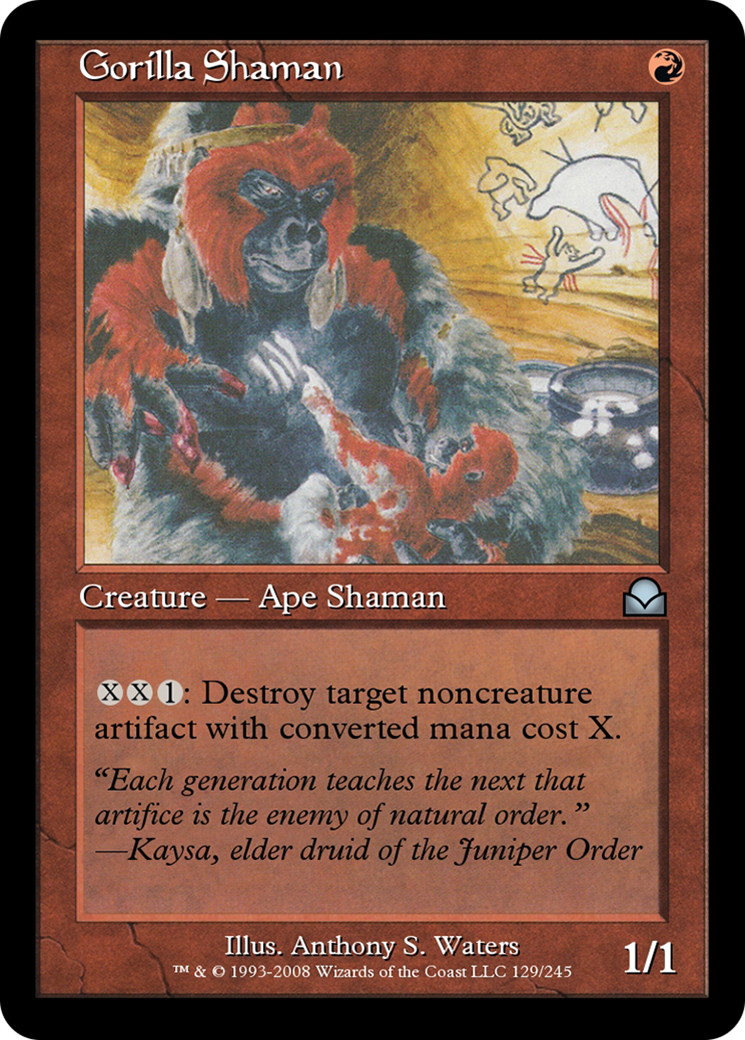 Gorilla Shaman
Creature — Ape Shaman
XX1: Destroy target noncreature
artifact with converted mana cost X.
“Each generation teaches the next that
artifice is the enemy of natural order.”
—Kaysa, elder druid of the Juniper Order
Illus. Anthony S. Waters
™ & © 1993-2008 Wizards of the Coast LLC 129/245
1/1